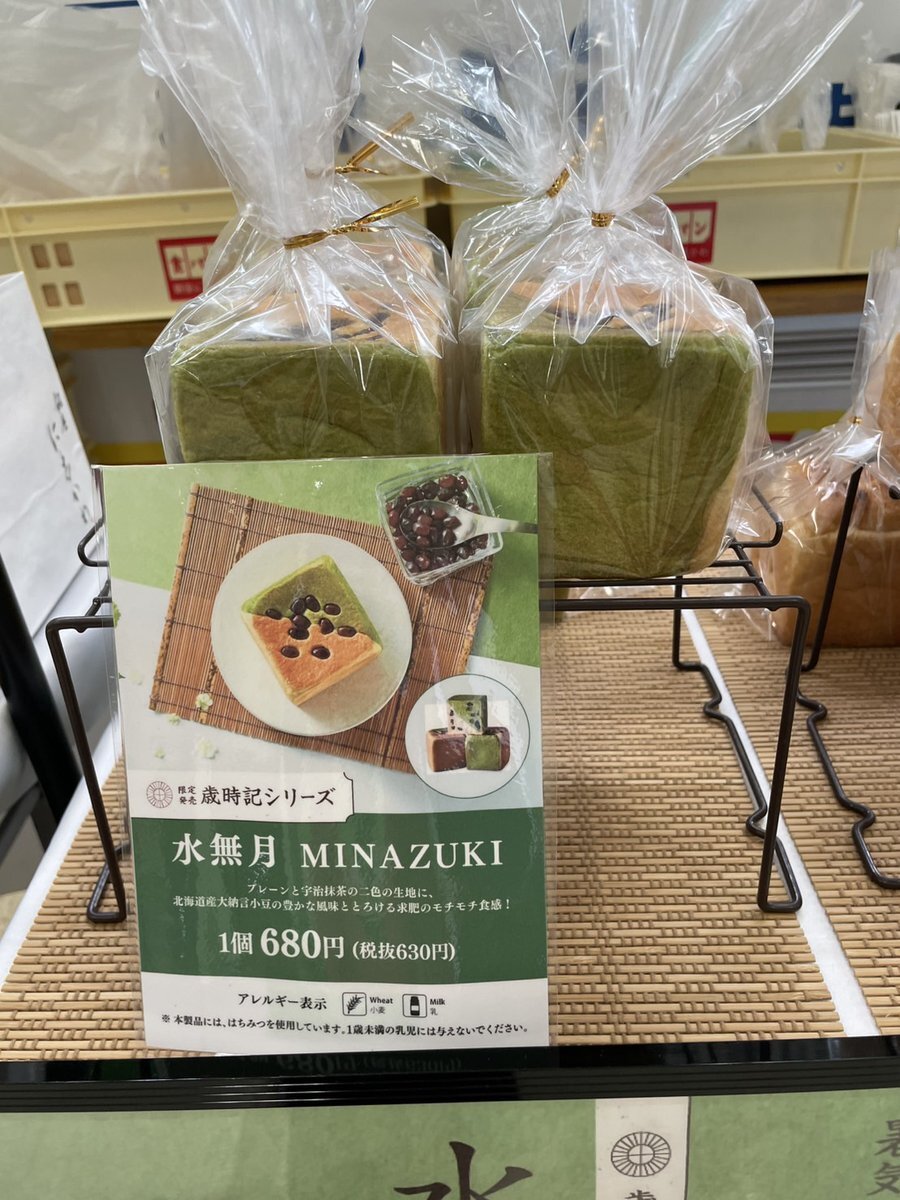 限定
発売
歳時記シリーズ
水無月 MINAZUKI
プレーンと宇治抹茶の二色の生地に、
北海道産大納言小豆の豊かな風味ととろける求肥のモチモチ食感！
1個 680円 (税抜630円)
アレルギー表示
Wheat
小麦
Milk
乳
※ 本製品には、はちみつを使用しています。1歳未満の乳児には与えないでください。
水
歳
暑
気